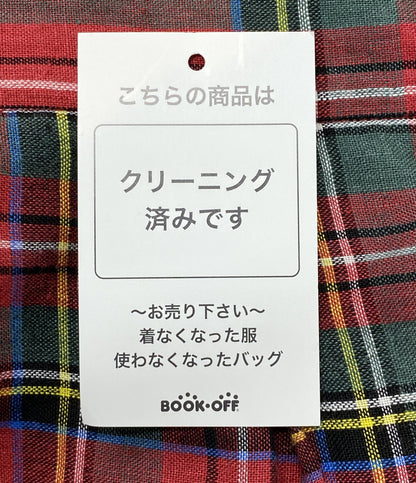 こちらの商品は
クリーニング
済みです
～お売り下さい～
着なくなった服
使わなくなったバッグ
BOOK・OFF